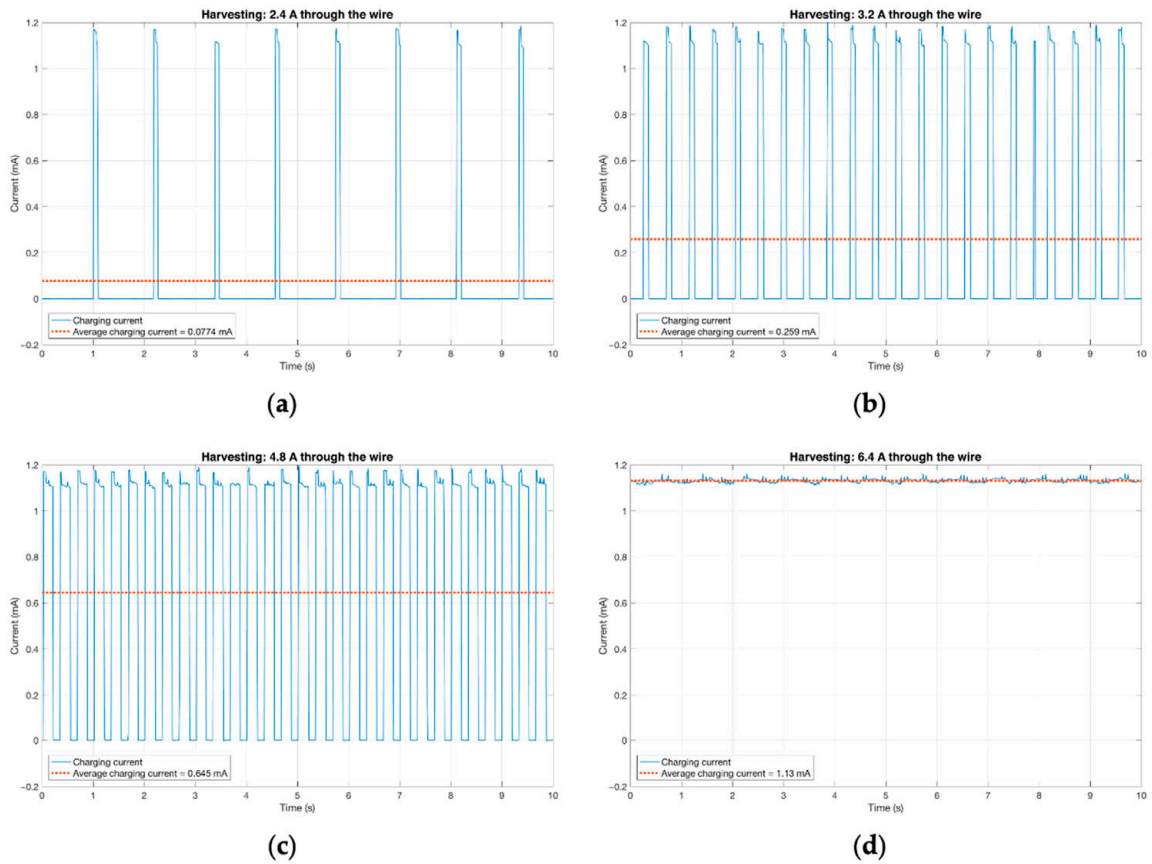 Harvesting: 2.4 A through the wire
1.2
1
0.8
0.6
0.4
0.2
0
−0.2
Current (mA)
Charging current
Average charging current = 0.0774 mA
0 1 2 3 4 5 6 7 8 9 10
Time (s)
(a)
Harvesting: 3.2 A through the wire
1.2
1
0.8
0.6
0.4
0.2
0
−0.2
Current (mA)
Charging current
Average charging current = 0.259 mA
0 1 2 3 4 5 6 7 8 9 10
Time (s)
(b)
Harvesting: 4.8 A through the wire
1.2
1
0.8
0.6
0.4
0.2
0
−0.2
Current (mA)
Charging current
Average charging current = 0.645 mA
0 1 2 3 4 5 6 7 8 9 10
Time (s)
(c)
Harvesting: 6.4 A through the wire
1.2
1
0.8
0.6
0.4
0.2
0
−0.2
Current (mA)
Charging current
Average charging current = 1.13 mA
0 1 2 3 4 5 6 7 8 9 10
Time (s)
(d)